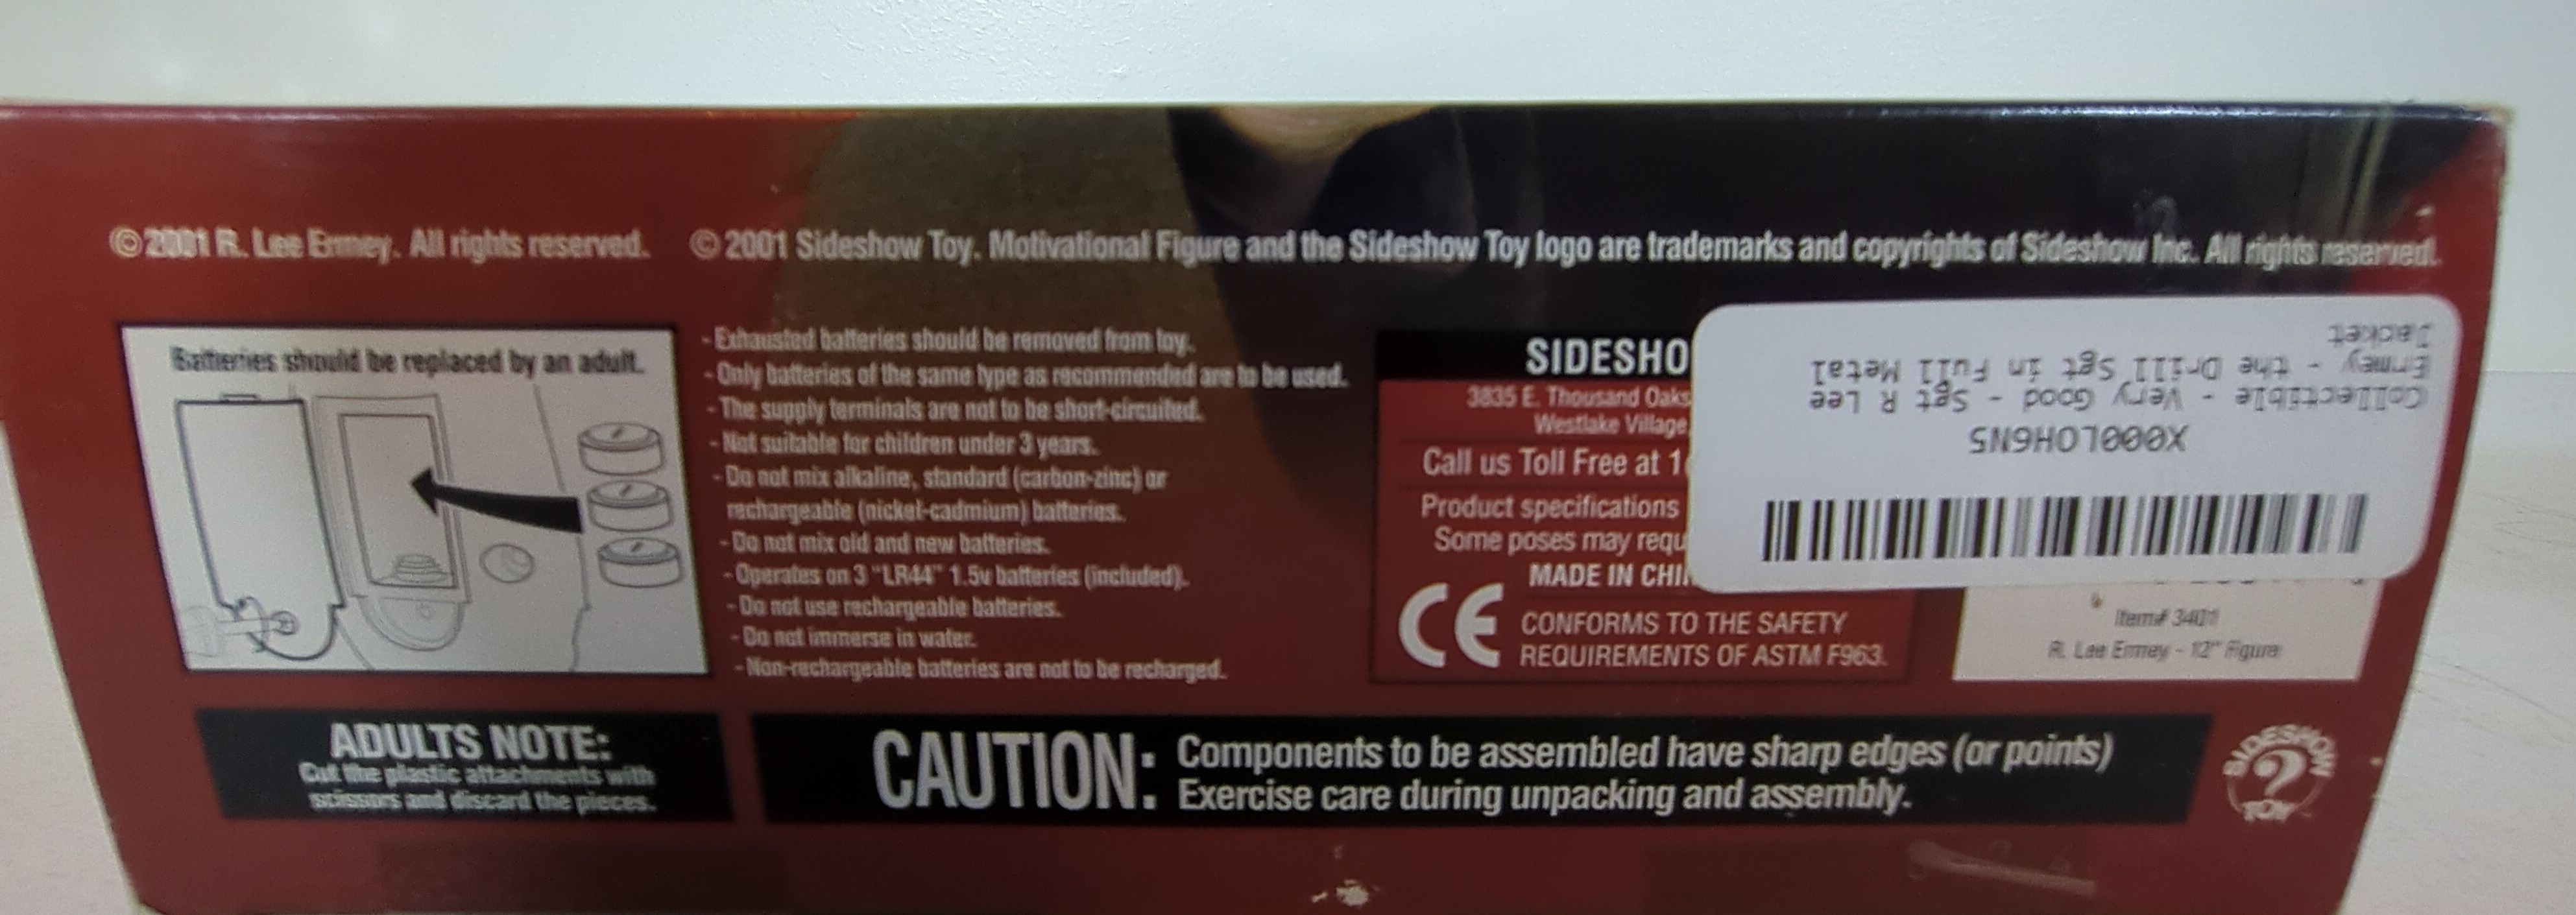 © 2001 R. Lee Ermey. All rights reserved. © 2001 Sideshow Toy. Motivational Figure and the Sideshow Toy logo are trademarks and copyrights of Sideshow Inc. All rights reserved.
Batteries should be replaced by an adult.
- Exhausted batteries should be removed from toy.
- Only batteries of the same type as recommended are to be used.
- The supply terminals are not to be short-circuited.
- Not suitable for children under 3 years.
- Do not mix alkaline, standard (carbon-zinc) or
rechargeable (nickel-cadmium) batteries.
- Do not mix old and new batteries.
- Operates on 3 "LR44" 1.5v batteries (included).
- Do not use rechargeable batteries.
- Do not immerse in water.
- Non-rechargeable batteries are not to be recharged.
SIDESHO
3835 E. Thousand Oaks
Westlake Village,
Call us Toll Free at 1
Product specifications
Some poses may requ
MADE IN CHI
CE
CONFORMS TO THE SAFETY
REQUIREMENTS OF ASTM F963.
X000LOH6N5
Collectible - Very Good - Sgt R Lee
Ermey - the Drill Sgt in Full Metal
Jacket
Item# 3401
R. Lee Ermey - 12" Figure
ADULTS NOTE:
Cut the plastic attachments with
scissors and discard the pieces.
CAUTION: Components to be assembled have sharp edges (or points)
Exercise care during unpacking and assembly.
SIDESHOW
?
TOY